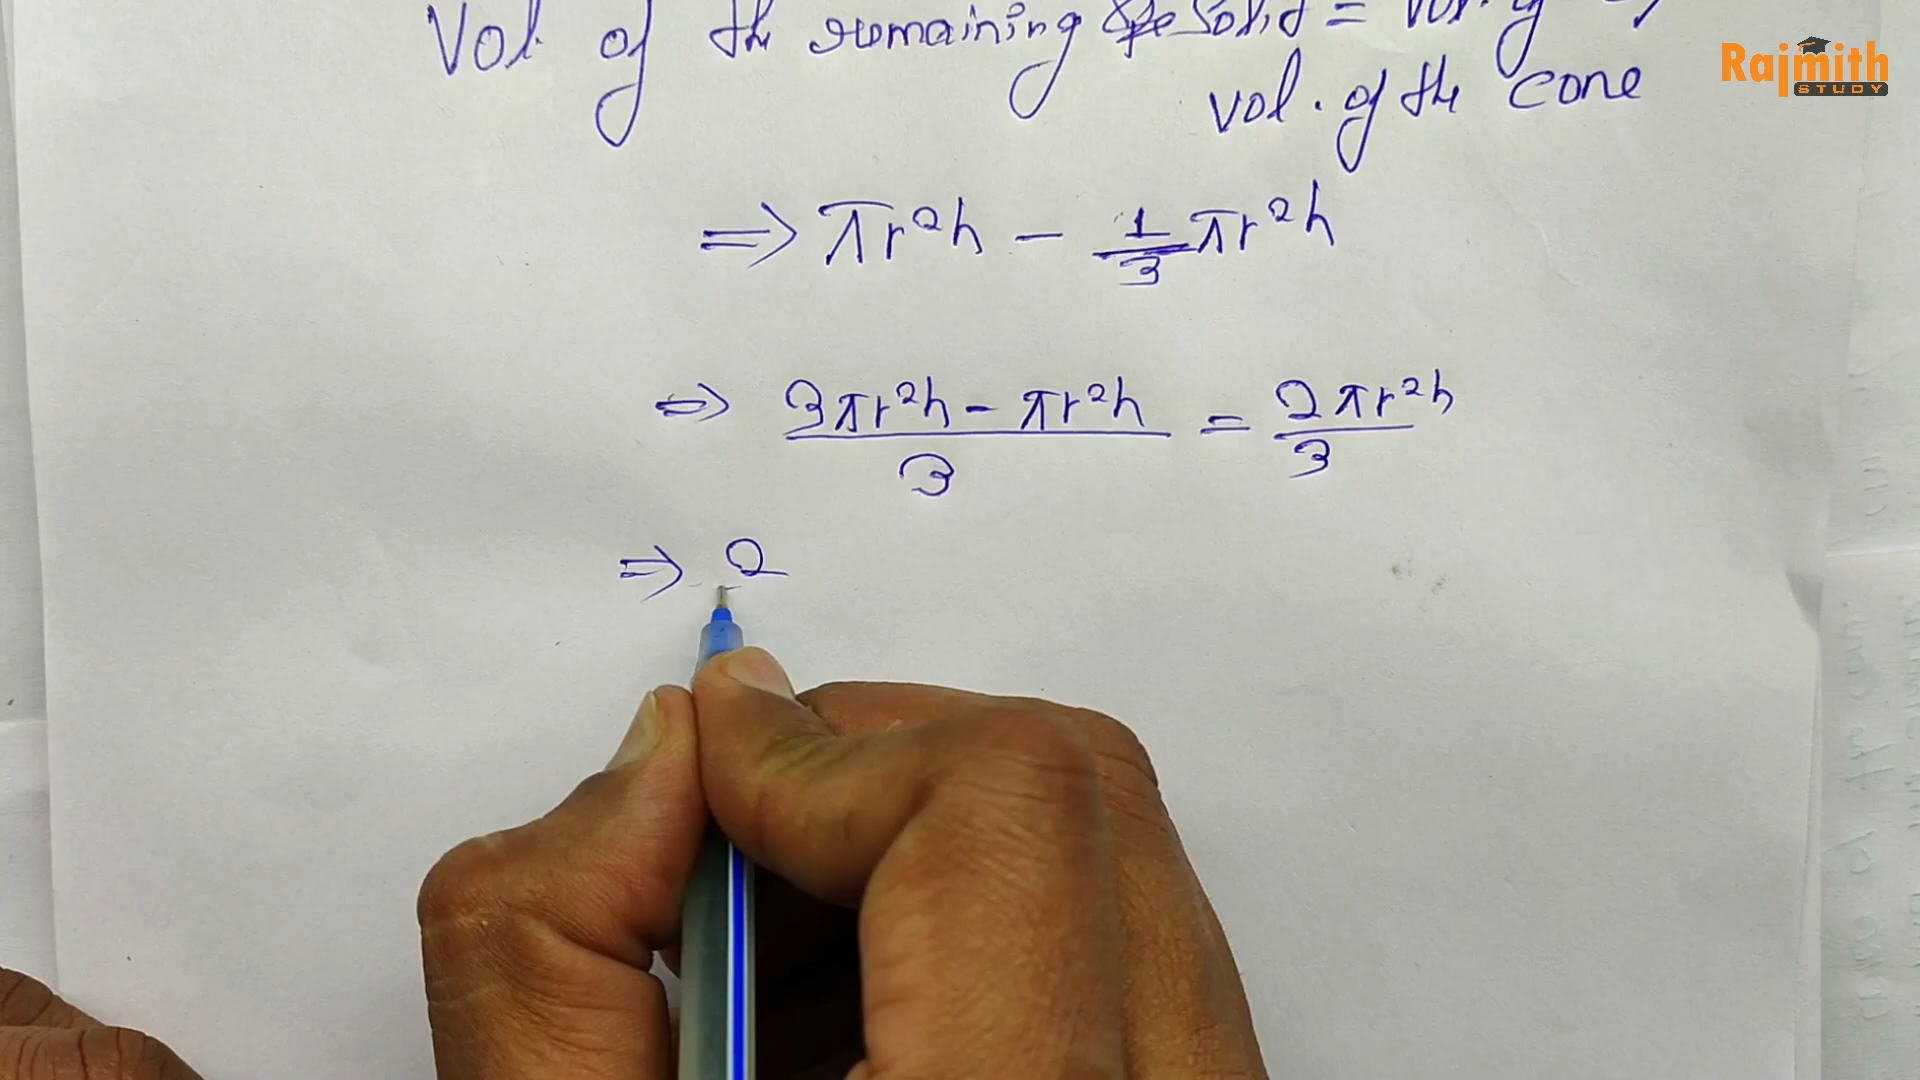 Vol. of the remaining solid = vol. of
vol. of the cone
⇒ πr²h - 1/3 πr²h
⇒ (3πr²h - πr²h)/3 = 2πr²h/3
⇒ 2
Rajmith
STUDY